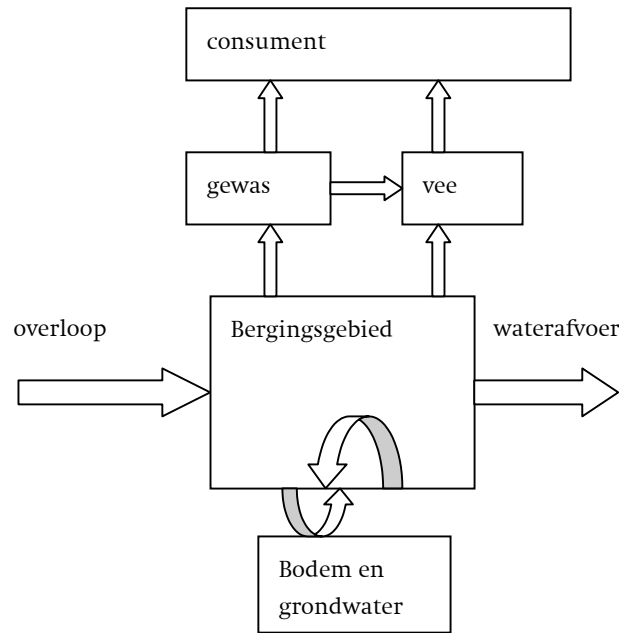 consument
gewas
vee
overloop
Bergingsgebied
waterafvoer
Bodem en
grondwater